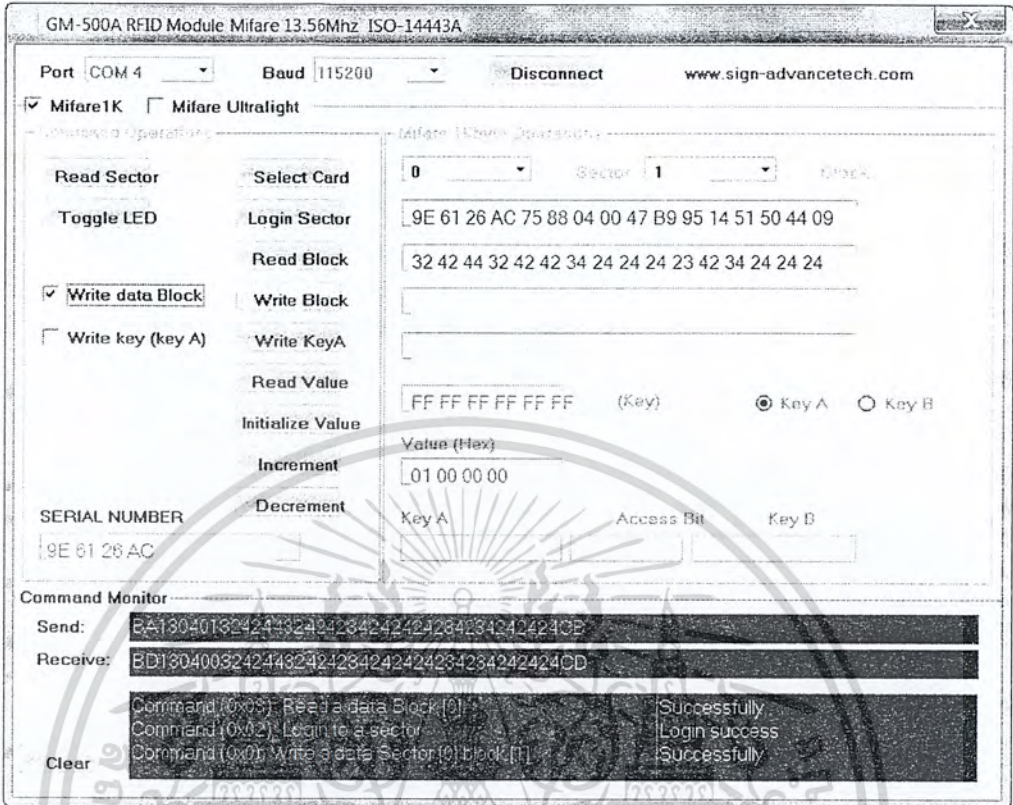 GM-500A RFID Module Mifare 13.56Mhz ISO-14443A
Port COM 4 Baud 115200 Disconnect www.sign-advancetech.com
Mifare1K Mifare Ultralight
Command Operations Mifare 1KByte Operations
Read Sector Select Card 0 Sector 1 Block
Toggle LED Login Sector 9E 61 26 AC 75 88 04 00 47 B9 95 14 51 50 44 09
Read Block 32 42 44 32 42 42 34 24 24 24 23 42 34 24 24 24
Write data Block Write Block
Write key (key A) Write KeyA
Read Value FF FF FF FF FF FF (Key) Key A Key B
Initialize Value
Value (Hex)
Increment 01 00 00 00
Decrement
SERIAL NUMBER Key A Access Bit Key B
9E 61 26 AC
Command Monitor
Send:
Receive:
Command (0x03): Read a data Block [0] Successfully
Command (0x02): Login to a sector Login success
Write a data Sector [0] block [1] Successfully
Clear